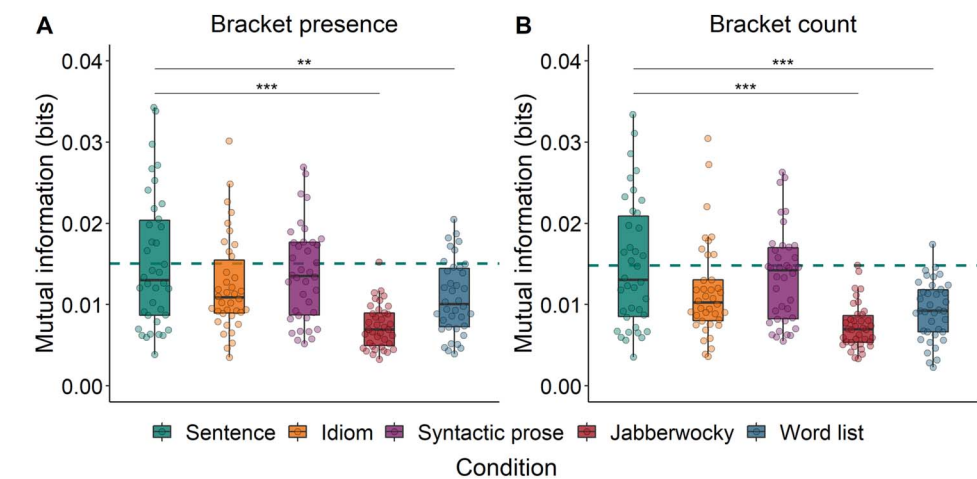 A Bracket presence
B Bracket count
Mutual information (bits)
0.04
0.03
0.02
0.01
0.00
**
***
Mutual information (bits)
0.04
0.03
0.02
0.01
0.00
***
***
Sentence Idiom Syntactic prose Jabberwocky Word list
Condition